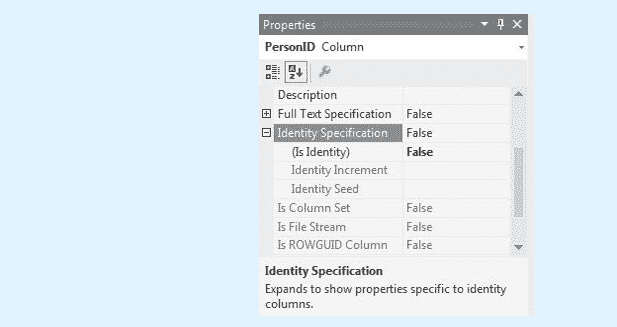 Properties
PersonID Column
Description
Full Text Specification False
Identity Specification False
(Is Identity) False
Identity Increment
Identity Seed
Is Column Set False
Is File Stream False
Is ROWGUID Column False
Identity Specification
Expands to show properties specific to identity
columns.